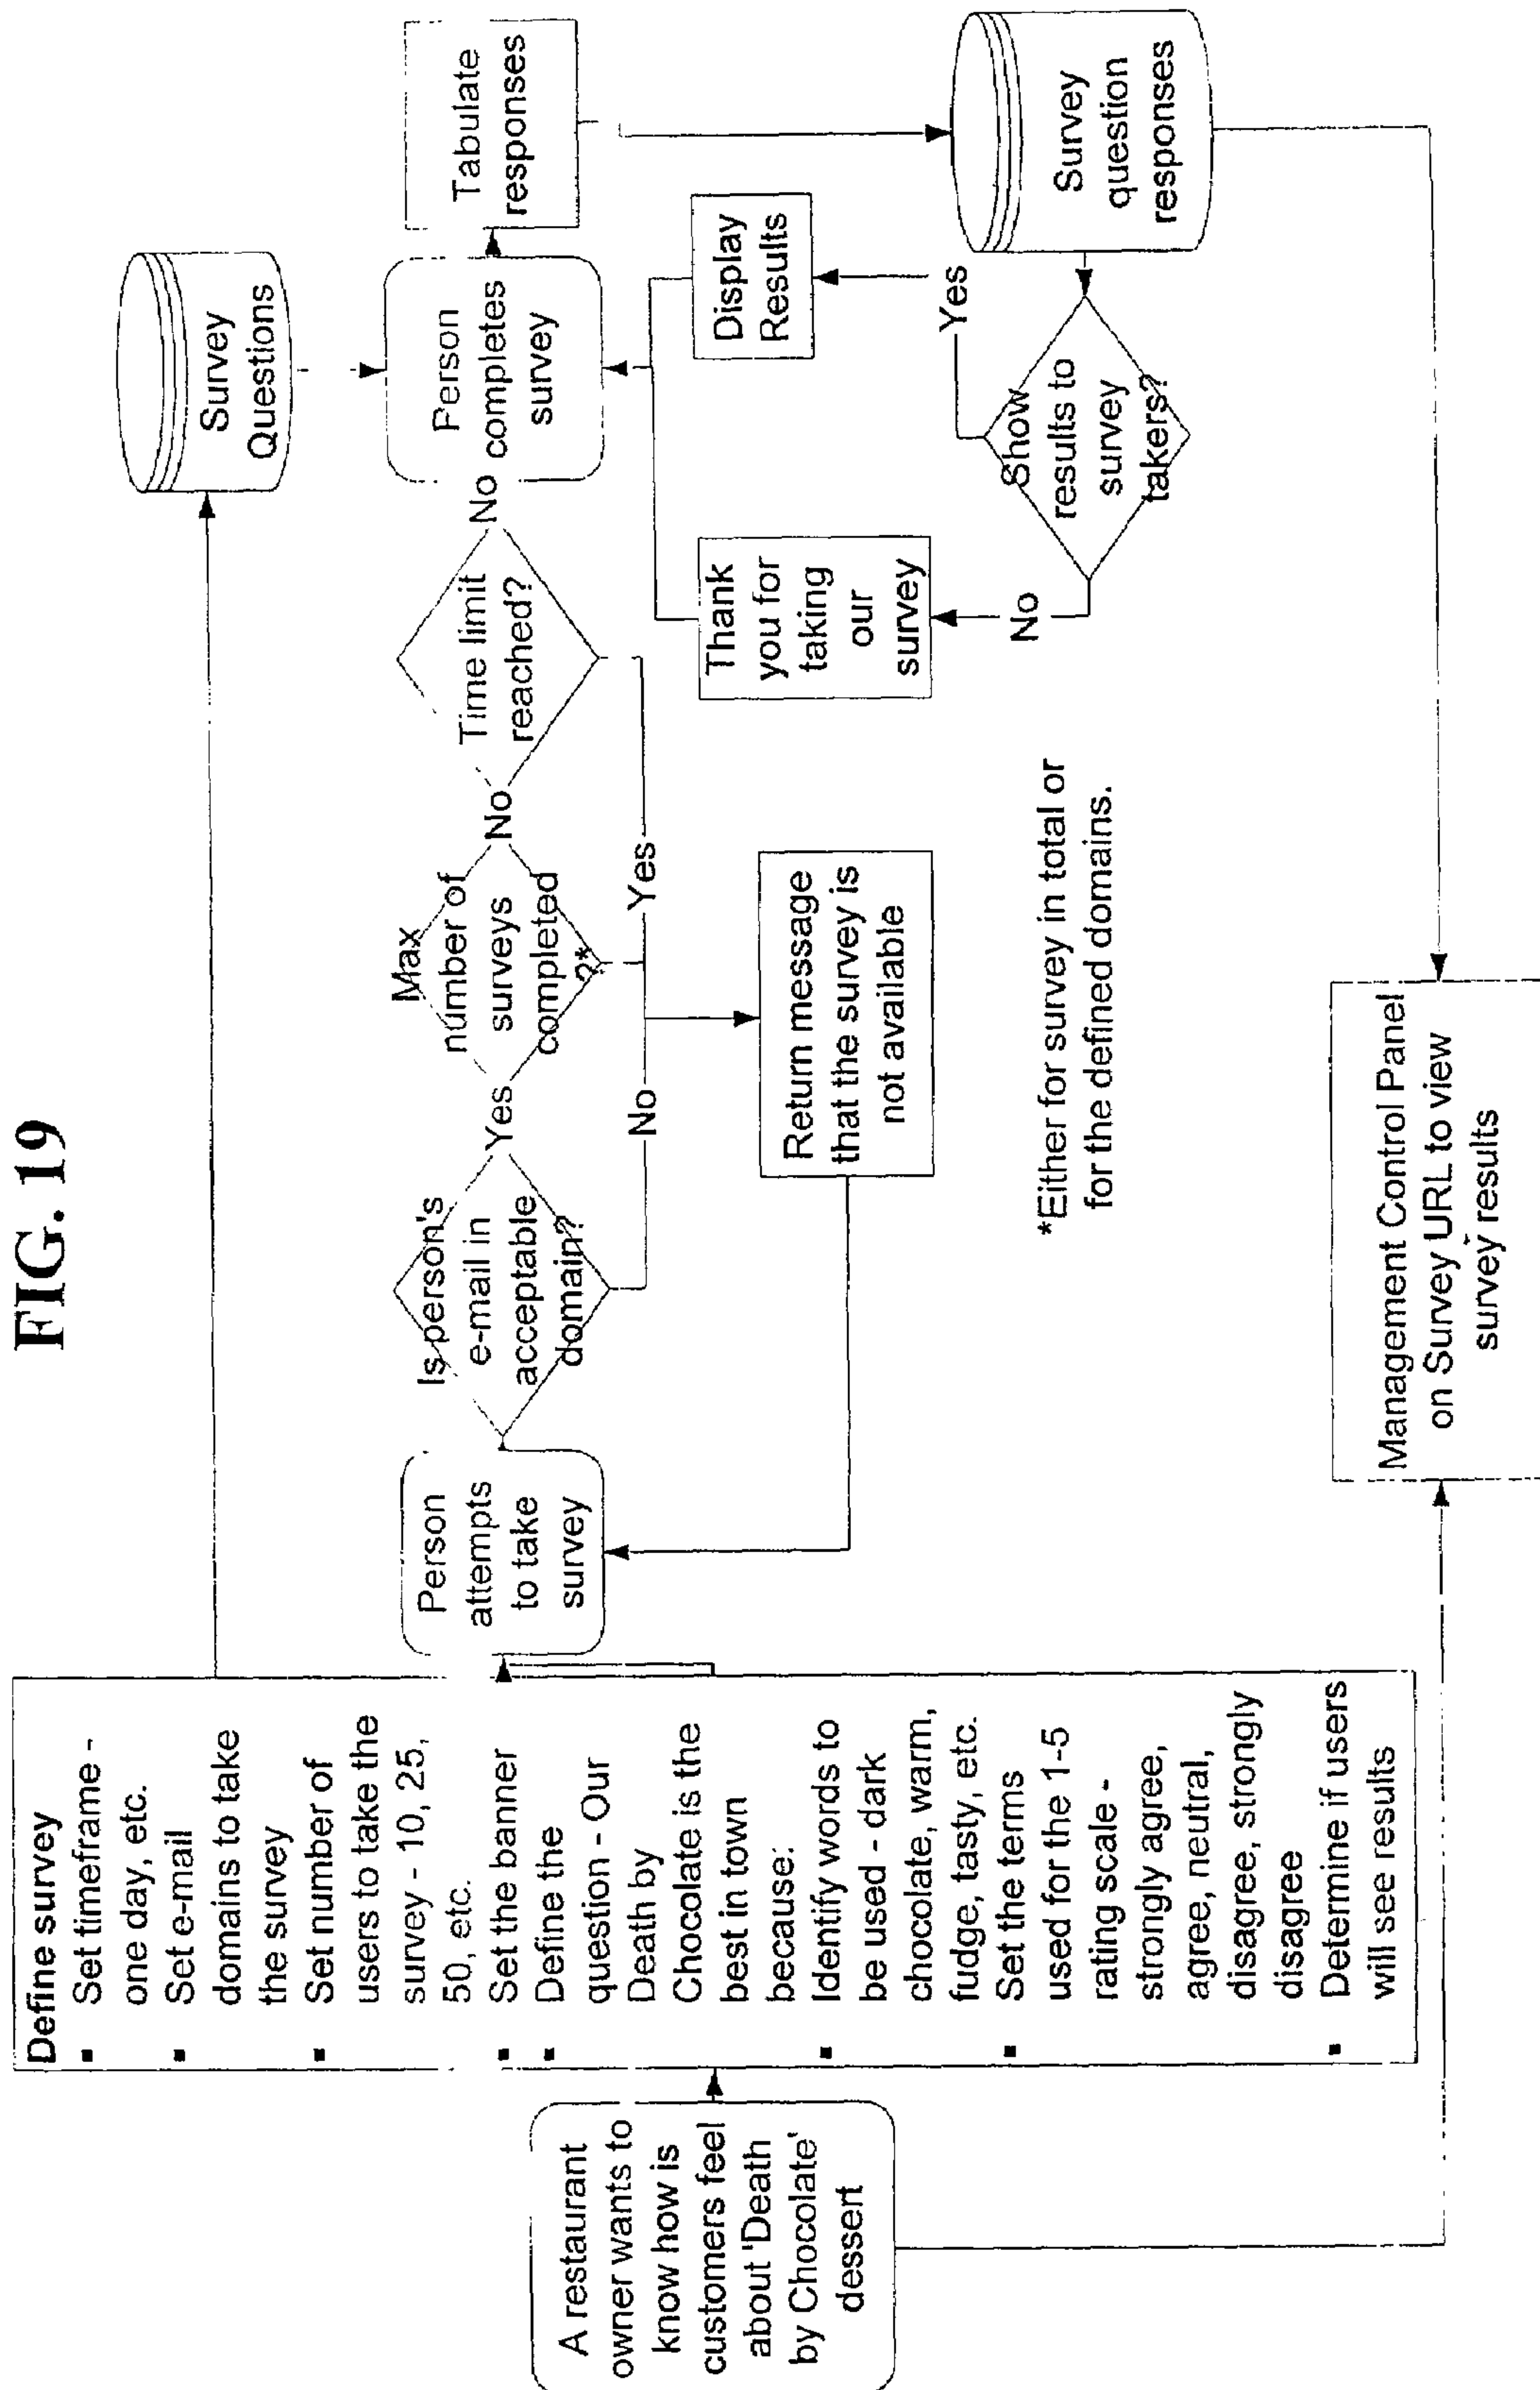 FIG. 19
A restaurant
owner wants to
know how is
customers feel
about 'Death
by Chocolate'
dessert
Define survey
▪ Set timeframe -
one day, etc.
▪ Set e-mail
domains to take
the survey
▪ Set number of
users to take the
survey - 10, 25,
50, etc.
▪ Set the banner
▪ Define the
question - Our
Death by
Chocolate is the
best in town
because:
▪ Identify words to
be used - dark
chocolate, warm,
fudge, tasty, etc.
▪ Set the terms
used for the 1-5
rating scale -
strongly agree,
agree, neutral,
disagree, strongly
disagree
▪ Determine if users
will see results
Person
attempts
to take
survey
Is person's
e-mail in
acceptable
domain?
Yes
No
Max
number of
surveys
completed
?*
No
Yes
Time limit
reached?
No
Return message
that the survey is
not available
Survey
Questions
Person
completes
survey
Tabulate
responses
Survey
question
responses
Show
results to
survey
takers?
Yes
No
Display
Results
Thank
you for
taking
our
survey
*Either for survey in total or
for the defined domains.
Management Control Panel
on Survey URL to view
survey results